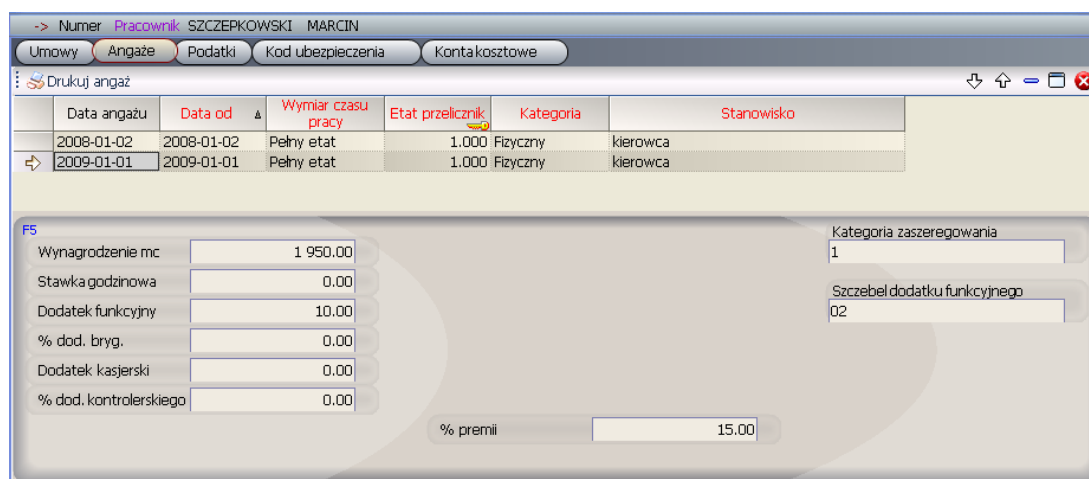 -> Numer Pracownik SZCZEPKOWSKI MARCIN
Umowy Angaże Podatki Kod ubezpieczenia Kontakosztowe
Drukuj angaż
Data angażu Data od Wymiar czasu pracy Etat przelicznik Kategoria Stanowisko
2008-01-02 2008-01-02 Pełny etat 1.000 Fizyczny kierowca
2009-01-01 2009-01-01 Pełny etat 1.000 Fizyczny kierowca
F5
Kategoria zaszeregowania
Wynagrodzenie mc 1 950.00 1
Stawka godzinowa 0.00
Szczebel dodatku funkcyjnego
Dodatek funkcyjny 10.00 02
% dod. bryg. 0.00
Dodatek kasjerski 0.00
% dod. kontrolerskiego 0.00
% premii 15.00